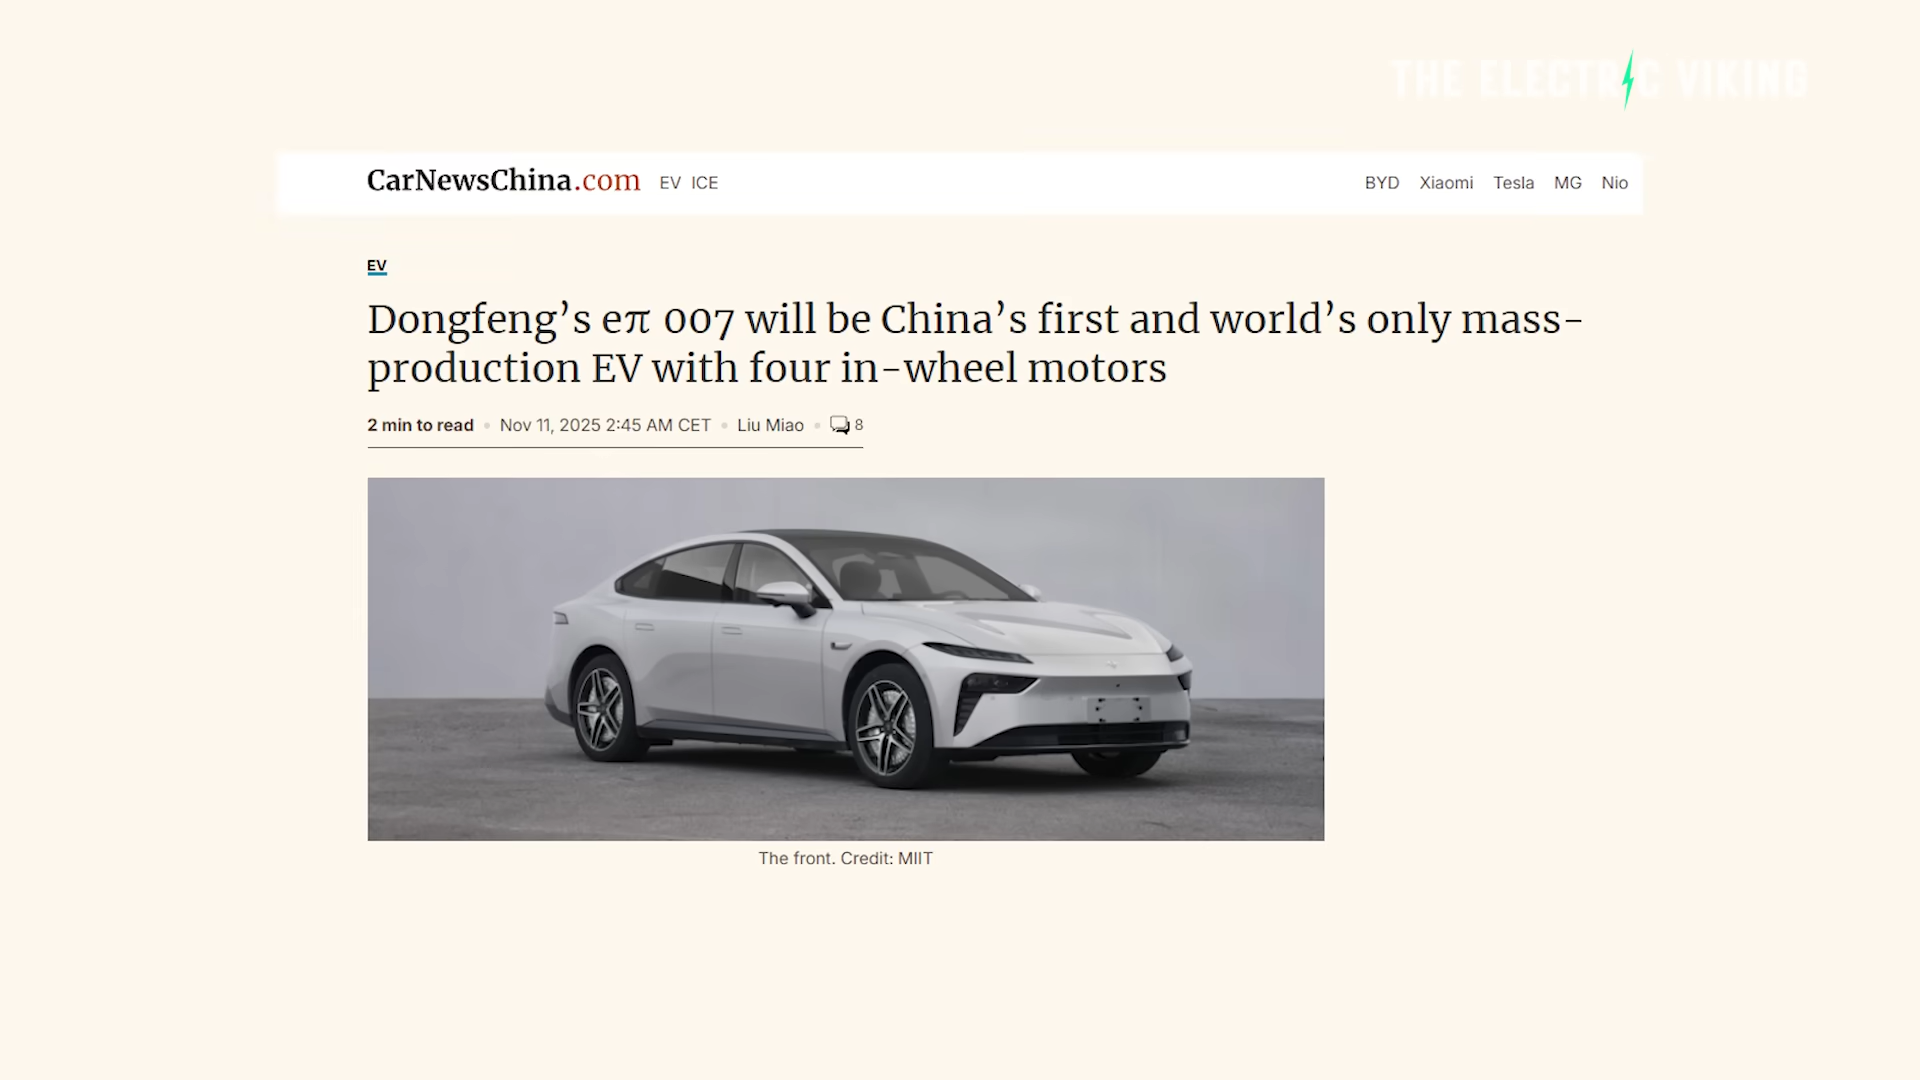 THE ELECTRIC VIKING
CarNewsChina.com EV ICE BYD Xiaomi Tesla MG Nio
EV
Dongfeng’s eπ 007 will be China’s first and world’s only mass-
production EV with four in-wheel motors
2 min to read • Nov 11, 2025 2:45 AM CET • Liu Miao • 8
The front. Credit: MIIT